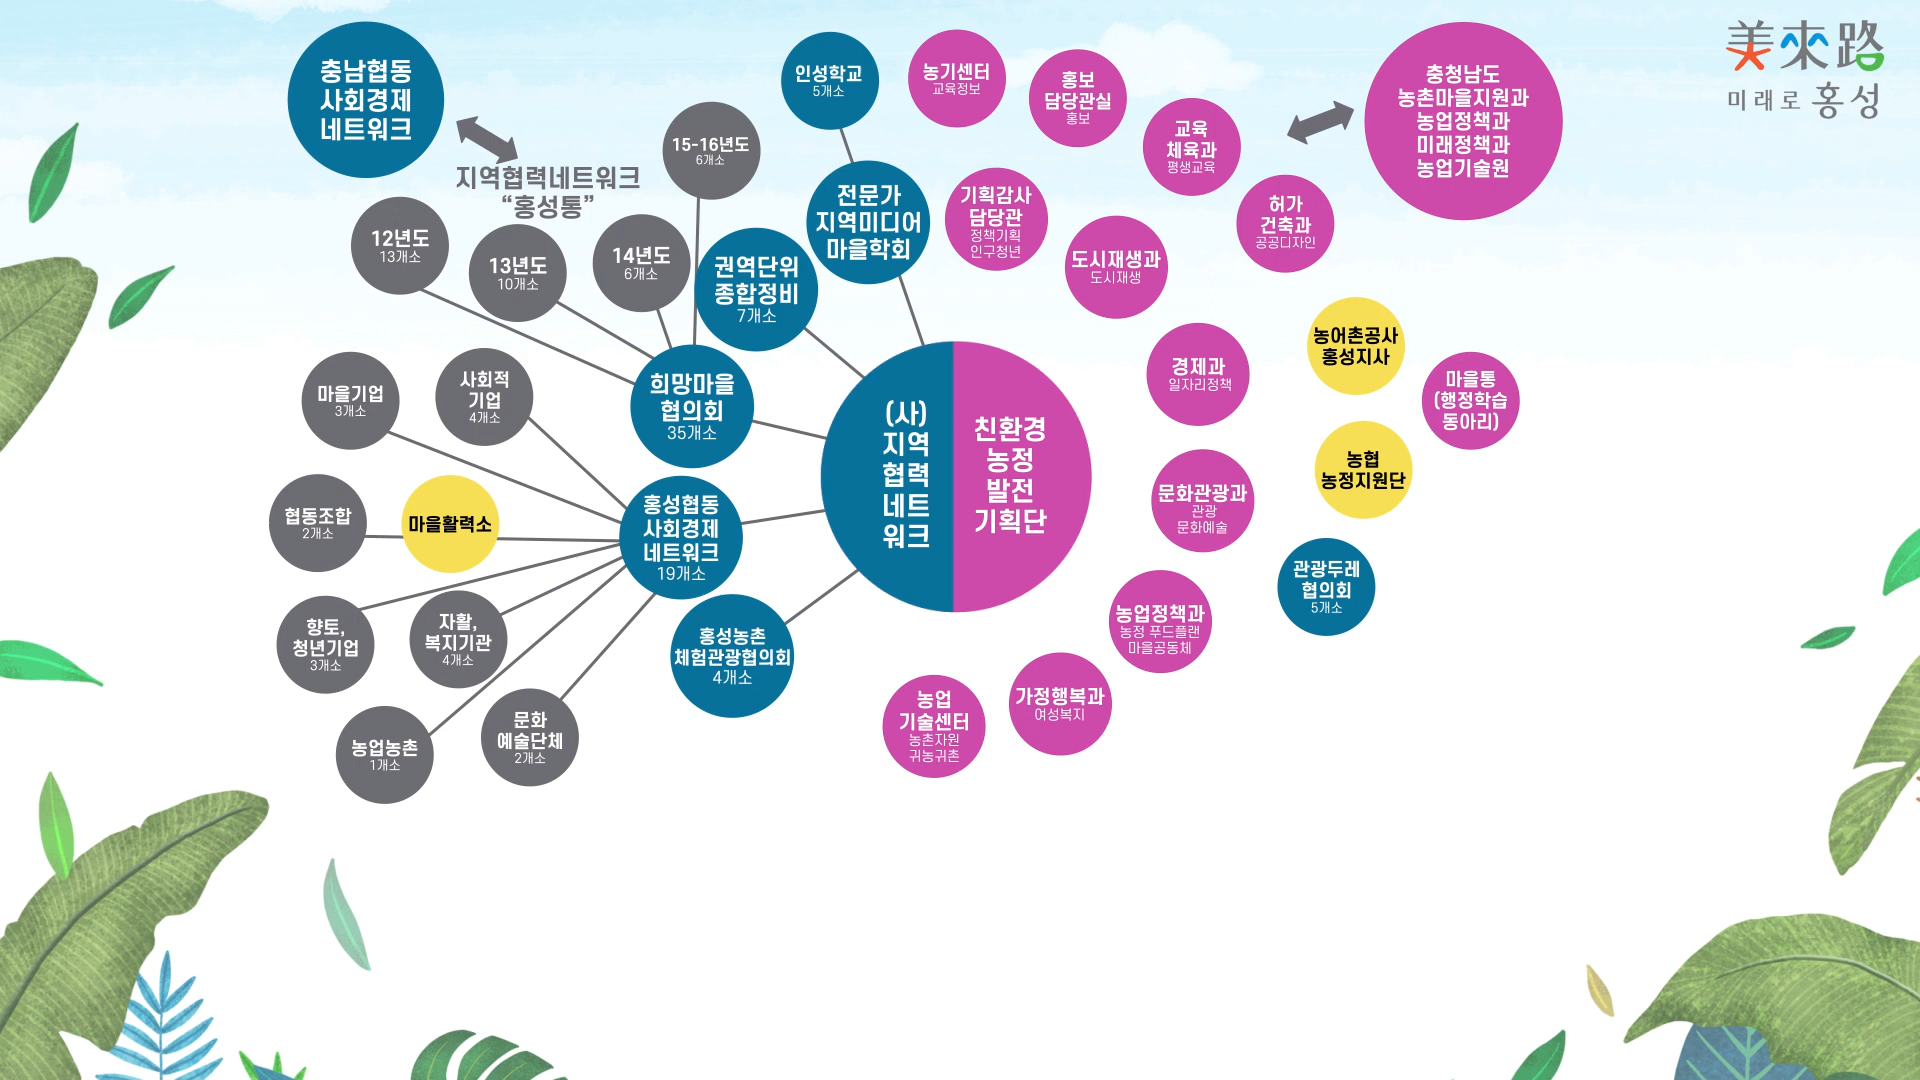 충남협동
사회경제
네트워크
지역협력네트워크
“홍성통”
15-16년도
6개소
12년도
13개소
13년도
10개소
14년도
6개소
인성학교
5개소
전문가
지역미디어
마을학회
권역단위
종합정비
7개소
희망마을
협의회
35개소
마을기업
3개소
사회적
기업
4개소
협동조합
2개소
마을활력소
홍성협동
사회경제
네트워크
19개소
향토,
청년기업
3개소
자활,
복지기관
4개소
농업농촌
1개소
문화
예술단체
2개소
홍성농촌
체험관광협의회
4개소
(사)
지역
협력
네트
워크
친환경
농정
발전
기획단
농기센터
교육정보
홍보
담당관실
홍보
교육
체육과
평생교육
기획감사
담당관
정책기획
인구청년
도시재생과
도시재생
허가
건축과
공공디자인
충청남도
농촌마을지원과
농업정책과
미래정책과
농업기술원
경제과
일자리정책
농어촌공사
홍성지사
마을통
(행정학습
동아리)
농협
농정지원단
문화관광과
관광
문화예술
관광두레
협의회
5개소
농업정책과
농정 푸드플랜
마을공동체
가정행복과
여성복지
농업
기술센터
농촌자원
귀농귀촌
美來路
미래로 홍성